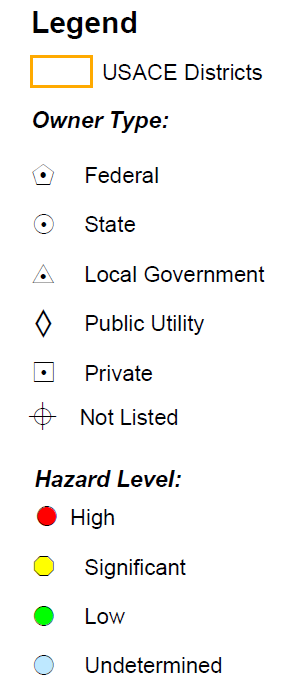 Legend
USACE Districts
Owner Type:
Federal
State
Local Government
Public Utility
Private
Not Listed
Hazard Level:
High
Significant
Low
Undetermined